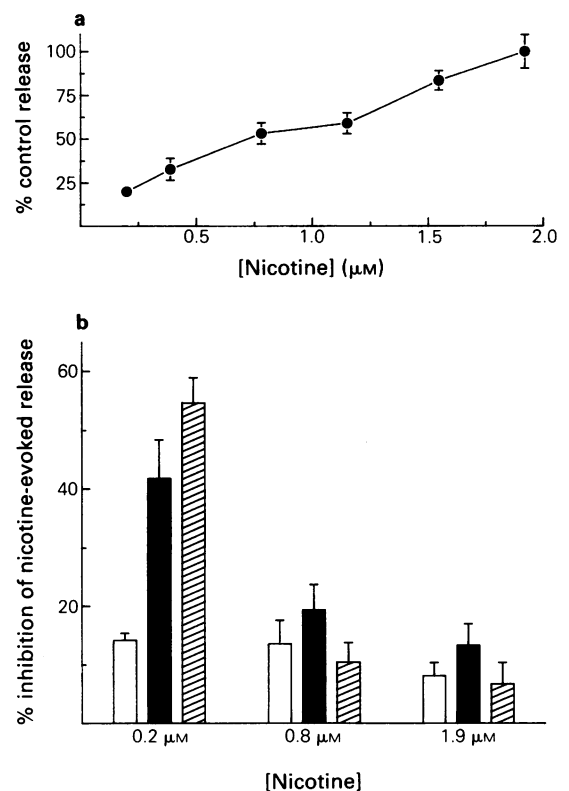 a
% control release
100
75
50
25
0.5 1.0 1.5 2.0
[Nicotine] (μM)
b
% inhibition of nicotine-evoked release
60
40
20
0.2 μM 0.8 μM 1.9 μM
[Nicotine]